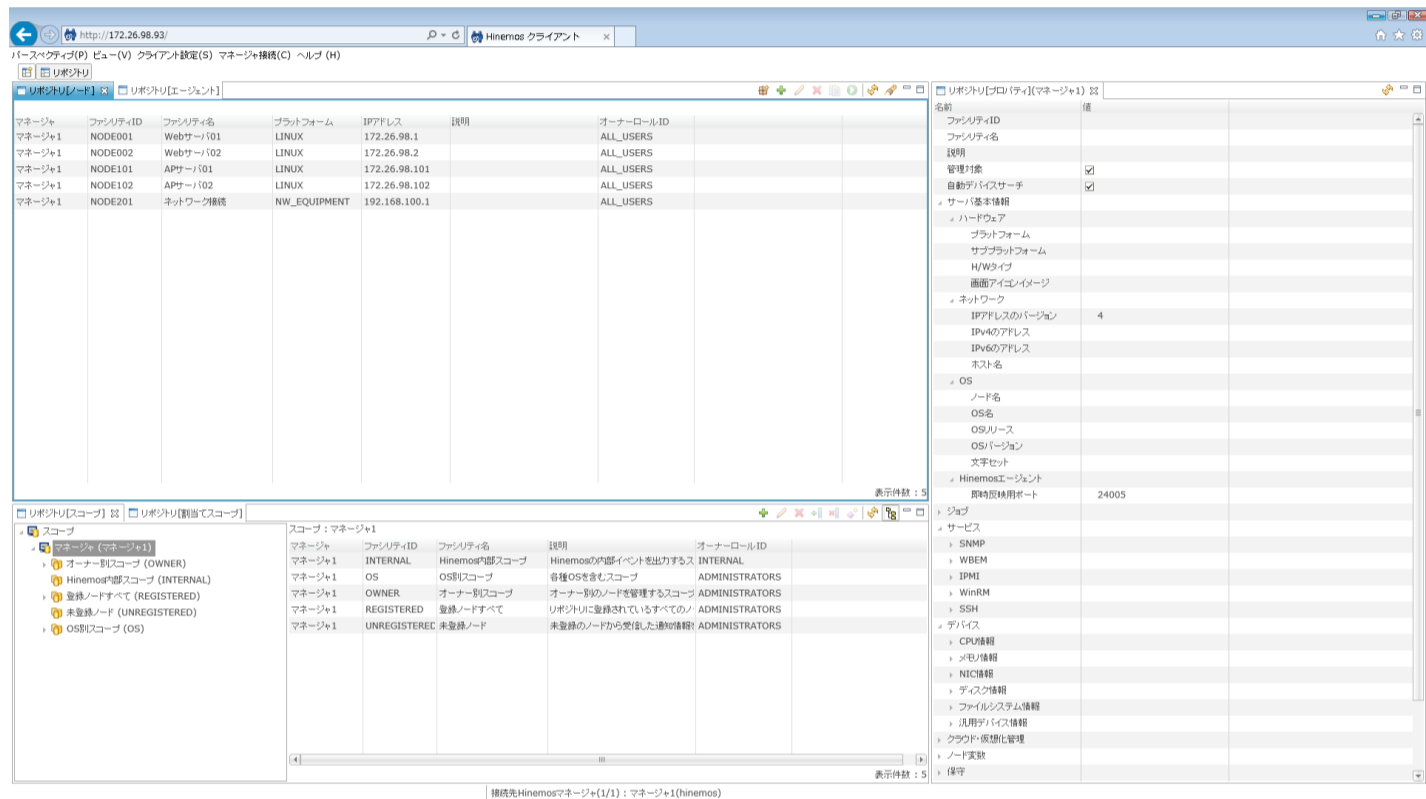 http://172.26.98.93/
Hinemos クライアント
パースペクティブ(P) ビュー(V) クライアント設定(S) マネージャ接続(C) ヘルプ (H)
リポジトリ
リポジトリ[ノード] リポジトリ[エージェント]
マネージャ ファシリティID ファシリティ名 プラットフォーム IPアドレス 説明 オーナーロールID
マネージャ1 NODE001 Webサーバ01 LINUX 172.26.98.1 ALL_USERS
マネージャ1 NODE002 Webサーバ02 LINUX 172.26.98.2 ALL_USERS
マネージャ1 NODE101 APサーバ01 LINUX 172.26.98.101 ALL_USERS
マネージャ1 NODE102 APサーバ02 LINUX 172.26.98.102 ALL_USERS
マネージャ1 NODE201 ネットワーク接続 NW_EQUIPMENT 192.168.100.1 ALL_USERS
表示件数 : 5
リポジトリ[スコープ] リポジトリ[割当てスコープ]
スコープ
マネージャ (マネージャ1)
オーナー別スコープ (OWNER)
Hinemos内部スコープ (INTERNAL)
登録ノードすべて (REGISTERED)
未登録ノード (UNREGISTERED)
OS別スコープ (OS)
スコープ : マネージャ1
マネージャ ファシリティID ファシリティ名 説明 オーナーロールID
マネージャ1 INTERNAL Hinemos内部スコープ Hinemosの内部イベントを出力するス INTERNAL
マネージャ1 OS OS別スコープ 各種OSを含むスコープ ADMINISTRATORS
マネージャ1 OWNER オーナー別スコープ オーナー別のノードを管理するスコープ ADMINISTRATORS
マネージャ1 REGISTERED 登録ノードすべて リポジトリに登録されているすべてのノ ADMINISTRATORS
マネージャ1 UNREGISTERED 未登録ノード 未登録のノードから受信した通知情報 ADMINISTRATORS
表示件数 : 5
リポジトリ[プロパティ](マネージャ1)
名前 値
ファシリティID
ファシリティ名
説明
管理対象
自動デバイスサーチ
サーバ基本情報
ハードウェア
プラットフォーム
サブプラットフォーム
H/Wタイプ
画面アイコンイメージ
ネットワーク
IPアドレスのバージョン 4
IPv4のアドレス
IPv6のアドレス
ホスト名
OS
ノード名
OS名
OSリリース
OSバージョン
文字セット
Hinemosエージェント
即時反映用ポート 24005
ジョブ
サービス
SNMP
WBEM
IPMI
WinRM
SSH
デバイス
CPU情報
メモリ情報
NIC情報
ディスク情報
ファイルシステム情報
汎用デバイス情報
クラウド・仮想化管理
ノード変数
保守
接続先Hinemosマネージャ(1/1) : マネージャ1(hinemos)